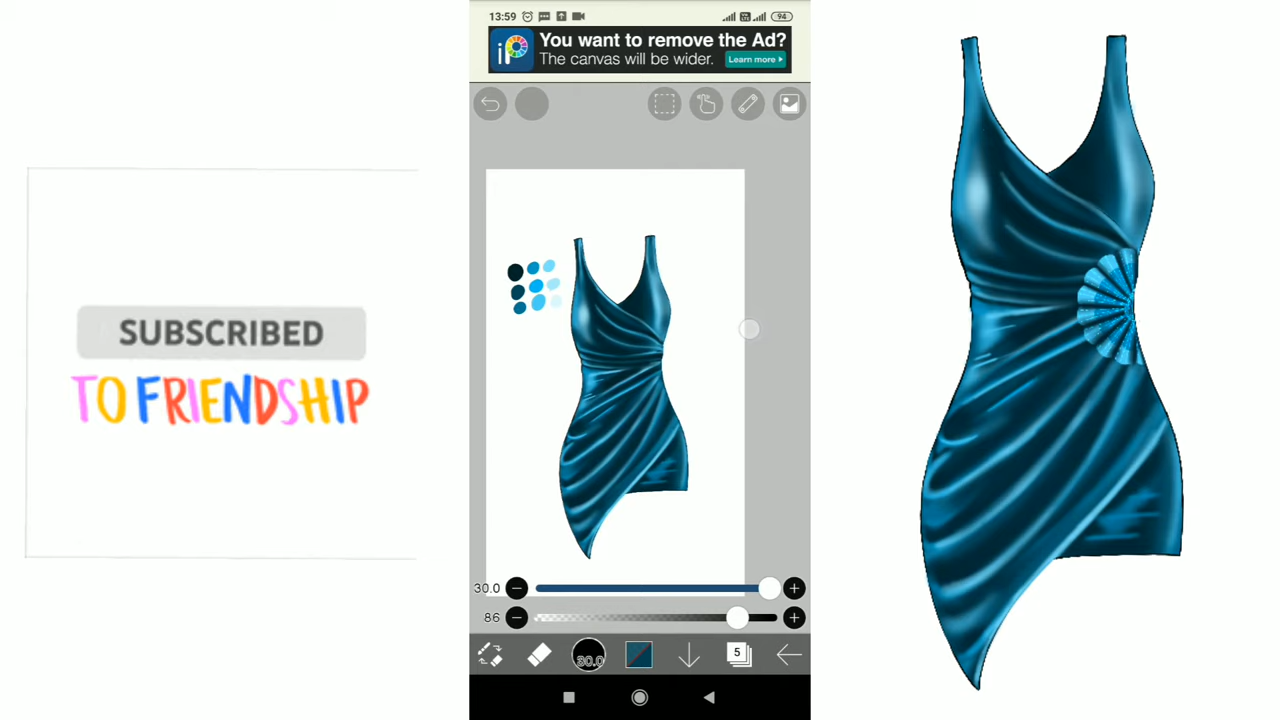 SUBSCRIBED
TO FRIENDSHIP
13:59
94
iP
You want to remove the Ad?
The canvas will be wider.
Learn more
30.0
86
30.0
5